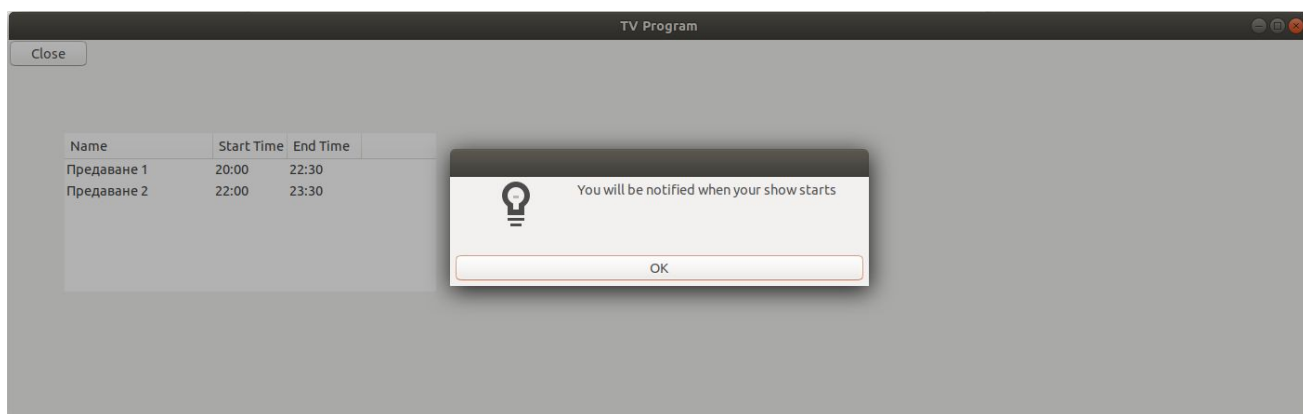 TV Program
Close
Name Start Time End Time
Предаване 1 20:00 22:30
Предаване 2 22:00 23:30
You will be notified when your show starts
OK